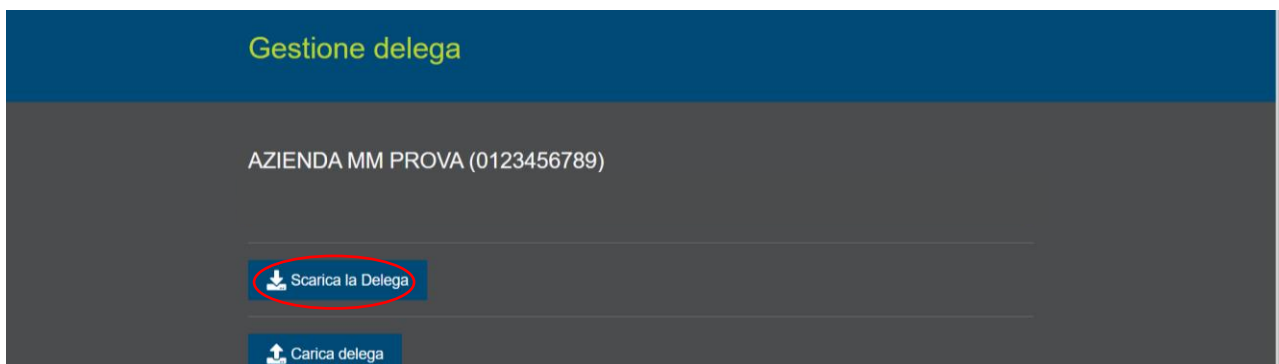 Gestione delega
AZIENDA MM PROVA (0123456789)
Scarica la Delega
Carica delega